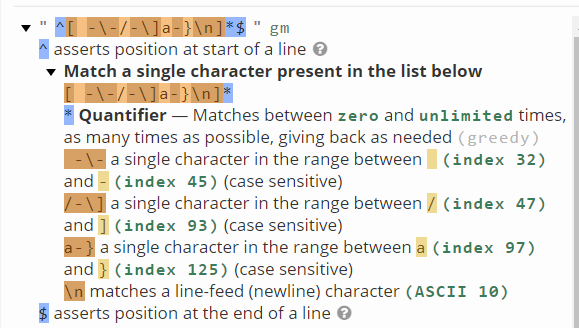 " ^[ -\-/-\]a-}\n]*$ " gm
^ asserts position at start of a line
Match a single character present in the list below
[ -\-/-\]a-}\n]*
* Quantifier — Matches between zero and unlimited times,
as many times as possible, giving back as needed (greedy)
 -\- a single character in the range between   (index 32)
and - (index 45) (case sensitive)
/-\] a single character in the range between / (index 47)
and ] (index 93) (case sensitive)
a-} a single character in the range between a (index 97)
and } (index 125) (case sensitive)
\n matches a line-feed (newline) character (ASCII 10)
$ asserts position at the end of a line